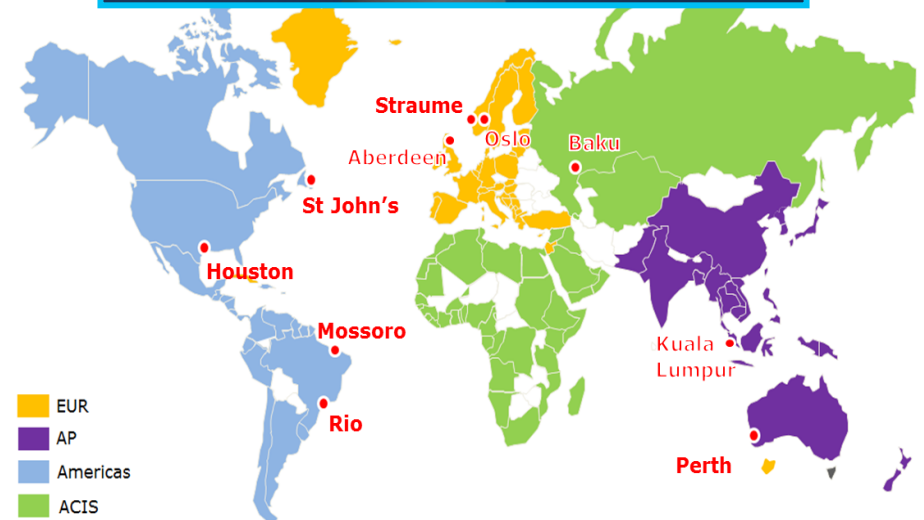 Straume
Oslo
Baku
Aberdeen
St John’s
Houston
Mossoro
Kuala
Lumpur
EUR
Rio
AP
Perth
Americas
ACIS